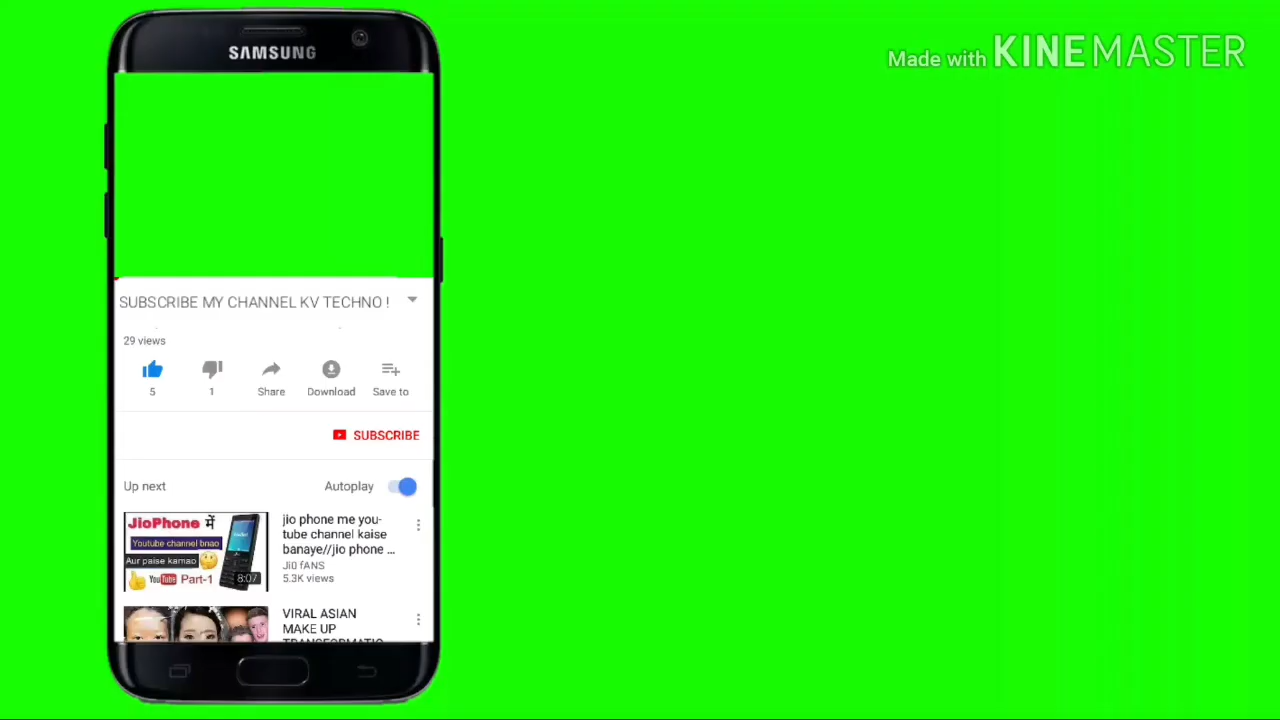 SAMSUNG
Made with KINEMASTER
SUBSCRIBE MY CHANNEL KV TECHNO !
29 views
5
1
Share
Download
Save to
SUBSCRIBE
Up next
Autoplay
JioPhone में
Youtube channel bnao
Aur paise kamao
YouTube Part-1
8:07
jio phone me you-
tube channel kaise
banaye//jio phone ...
Ji0 fANS
5.3K views
VIRAL ASIAN
MAKE UP
TRANSFORMATIO